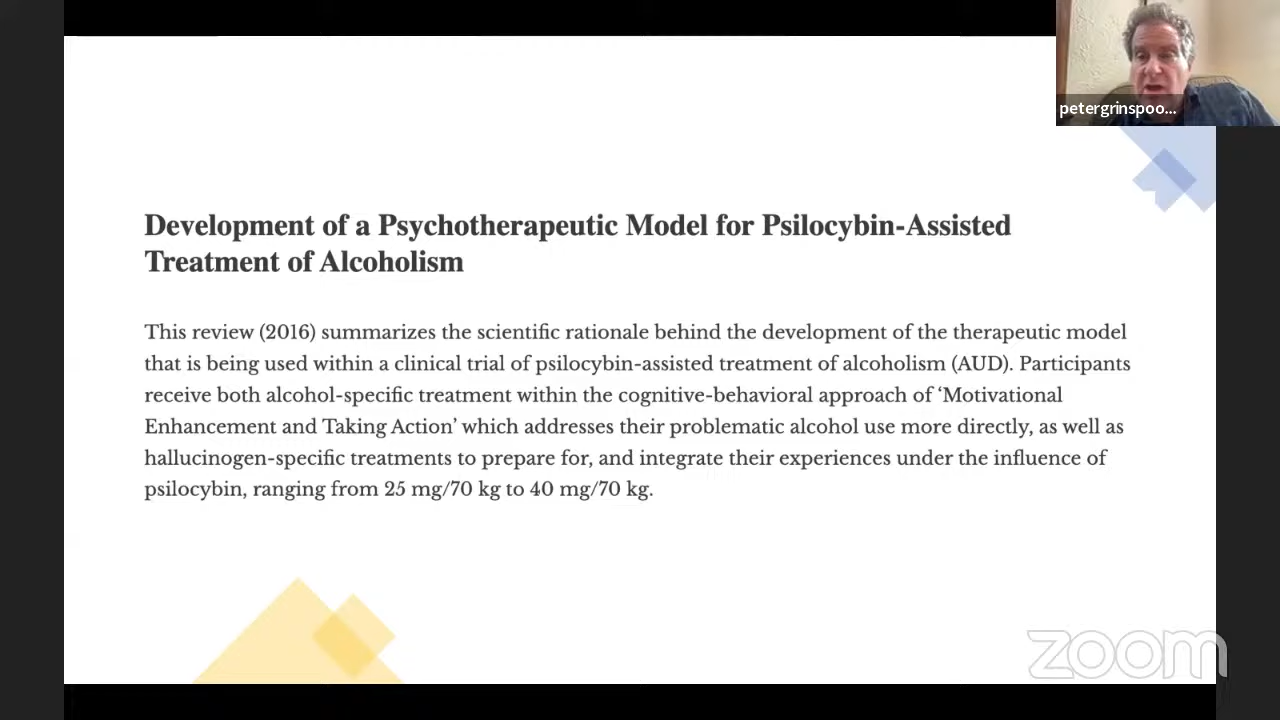 petergrinspoo...
Development of a Psychotherapeutic Model for Psilocybin-Assisted
Treatment of Alcoholism
This review (2016) summarizes the scientific rationale behind the development of the therapeutic model
that is being used within a clinical trial of psilocybin-assisted treatment of alcoholism (AUD). Participants
receive both alcohol-specific treatment within the cognitive-behavioral approach of ‘Motivational
Enhancement and Taking Action’ which addresses their problematic alcohol use more directly, as well as
hallucinogen-specific treatments to prepare for, and integrate their experiences under the influence of
psilocybin, ranging from 25 mg/70 kg to 40 mg/70 kg.
zoom